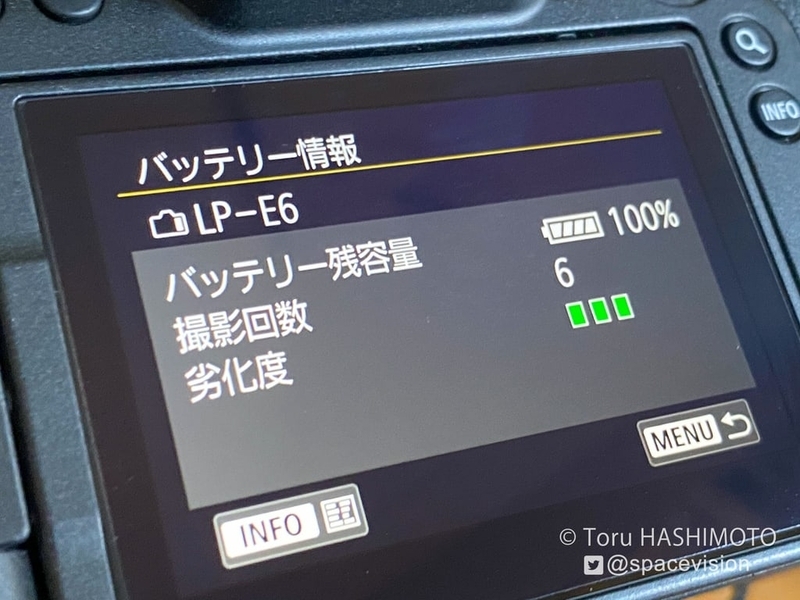 INFO
バッテリー情報
LP-E6
バッテリー残容量 100%
撮影回数 6
劣化度
INFO
MENU
© Toru HASHIMOTO
@spacevision